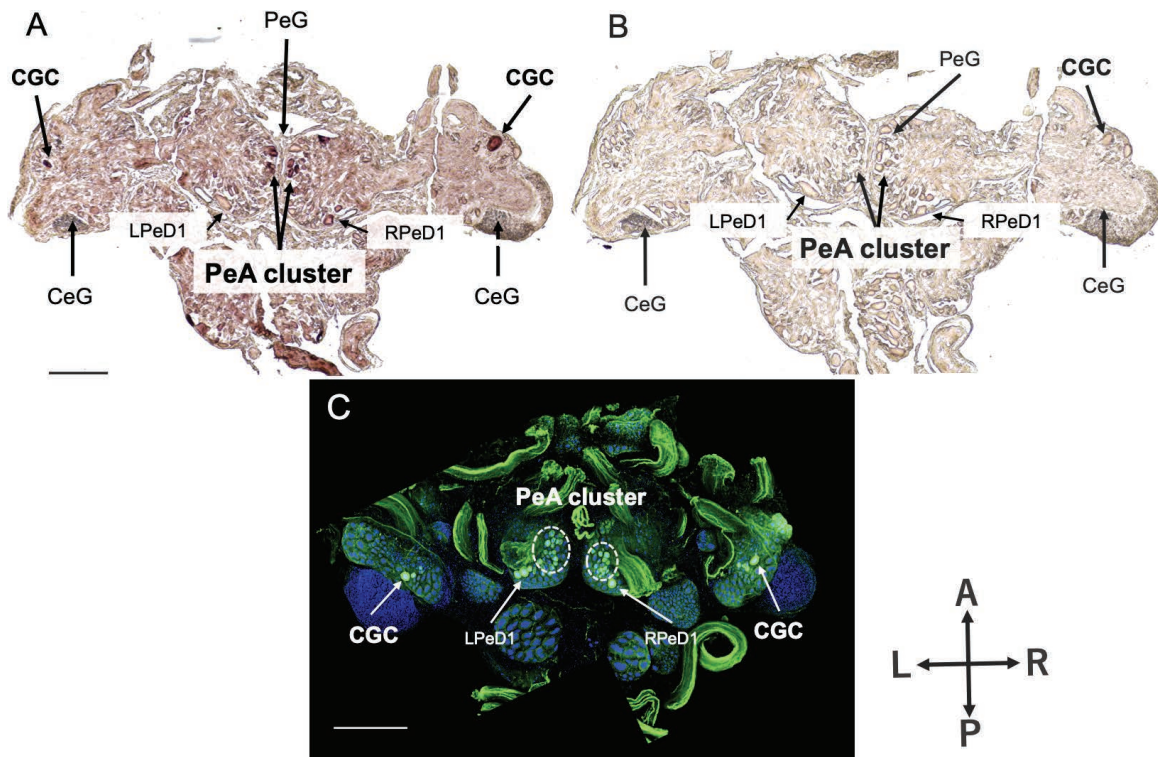 A
PeG
CGC
CGC
LPeD1
RPeD1
PeA cluster
CeG
CeG
B
PeG
CGC
LPeD1
RPeD1
PeA cluster
CeG
CeG
C
PeA cluster
CGC
LPeD1
RPeD1
CGC
A
L
R
P